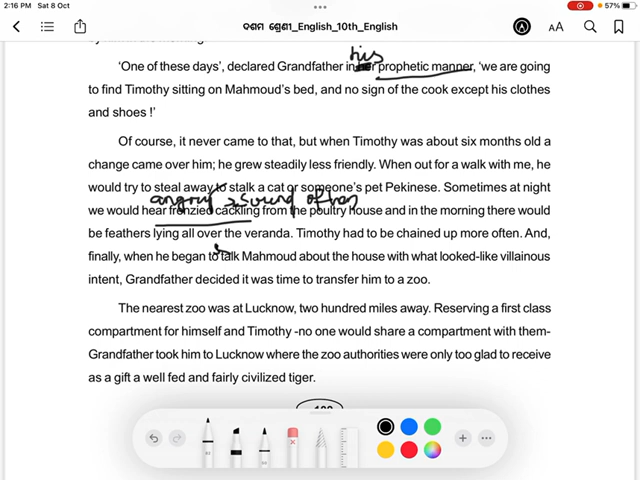 2:16 PM Sat 8 Oct
57%
ଦଶମ ଶ୍ରେଣୀ_English_10th_English
AA
his
'One of these days', declared Grandfather in prophetic manner, 'we are going
to find Timothy sitting on Mahmoud's bed, and no sign of the cook except his clothes
and shoes !'
Of course, it never came to that, but when Timothy was about six months old a
change came over him; he grew steadily less friendly. When out for a walk with me, he
would try to steal away to stalk a cat or someone's pet Pekinese. Sometimes at night
angry sound of hen
we would hear frenzied cackling from the poultry house and in the morning there would
be feathers lying all over the veranda. Timothy had to be chained up more often. And,
s
finally, when he began to talk Mahmoud about the house with what looked-like villainous
intent, Grandfather decided it was time to transfer him to a zoo.
The nearest zoo was at Lucknow, two hundred miles away. Reserving a first class
compartment for himself and Timothy -no one would share a compartment with them-
Grandfather took him to Lucknow where the zoo authorities were only too glad to receive
as a gift a well fed and fairly civilized tiger.